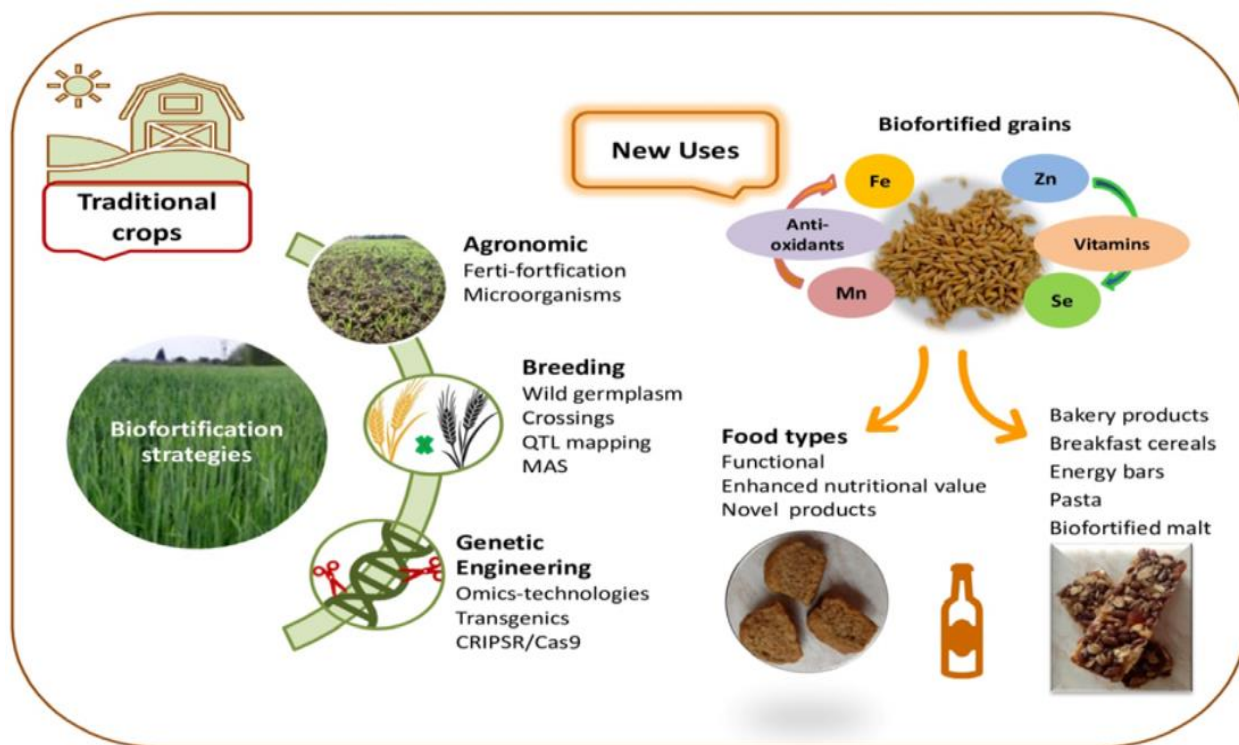 Traditional
crops
Biofortification
strategies
Agronomic
Ferti-fortfication
Microorganisms
Breeding
Wild germplasm
Crossings
QTL mapping
MAS
Genetic
Engineering
Omics-technologies
Transgenics
CRIPSR/Cas9
New Uses
Biofortified grains
Fe
Zn
Anti-
oxidants
Vitamins
Mn
Se
Food types
Functional
Enhanced nutritional value
Novel products
Bakery products
Breakfast cereals
Energy bars
Pasta
Biofortified malt